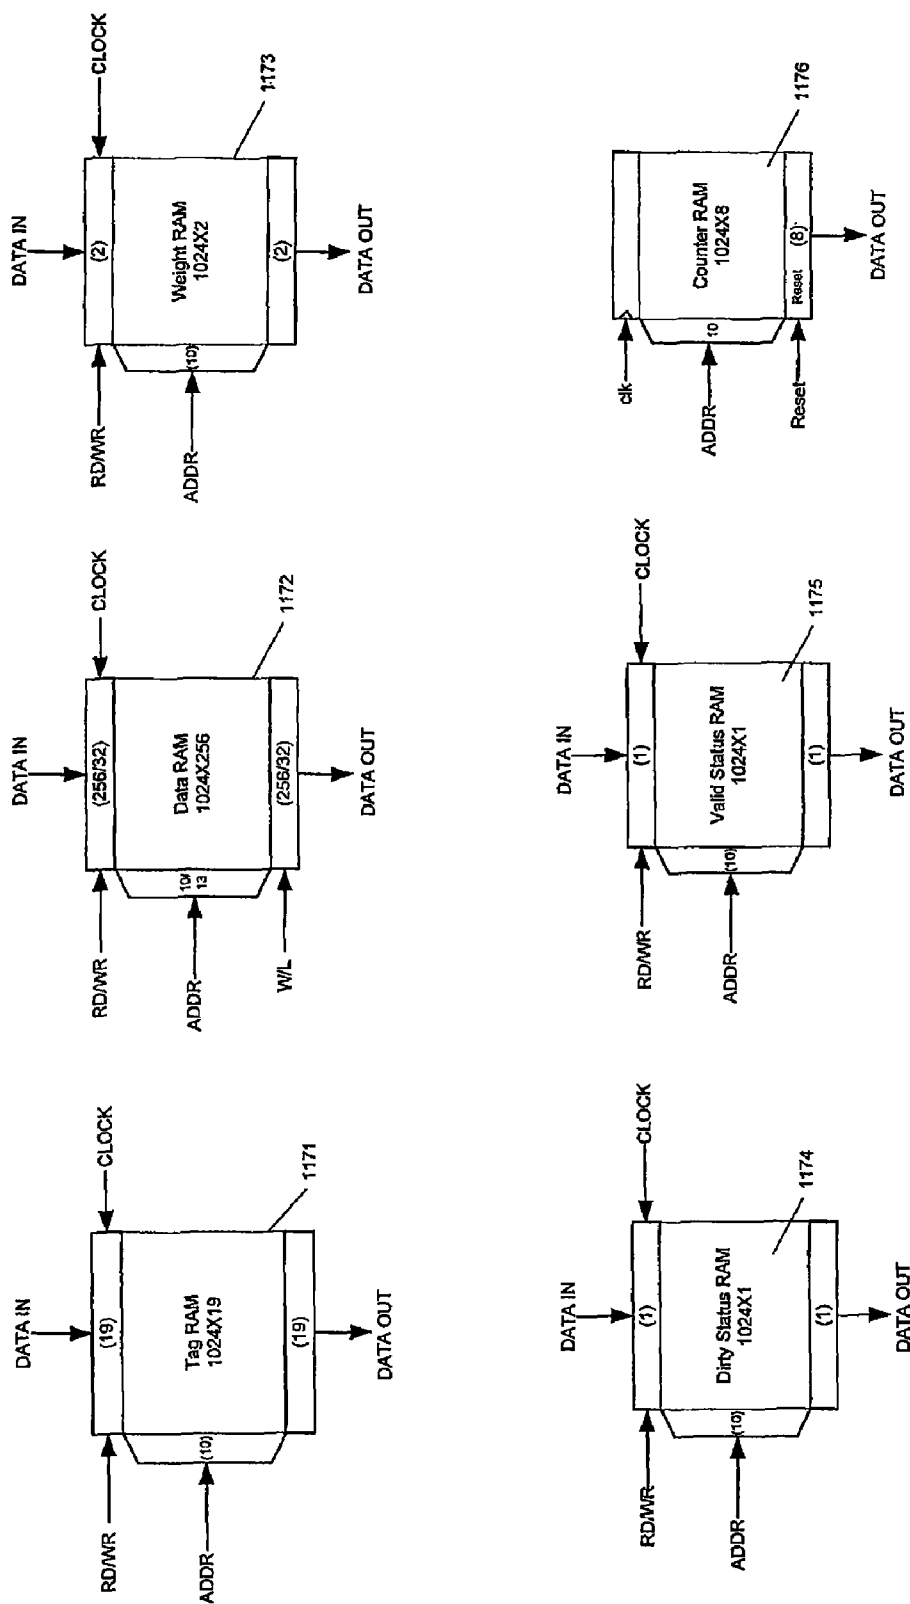 DATA IN
RD/WR
(19)
CLOCK
Tag RAM
1024X19
ADDR
(10)
(19)
DATA OUT
1171
DATA IN
RD/WR
(256/32)
CLOCK
Data RAM
1024X256
ADDR
10/
13
W/L
(256/32)
DATA OUT
1172
DATA IN
RD/WR
(2)
CLOCK
Weight RAM
1024X2
ADDR
(10)
(2)
DATA OUT
1173
DATA IN
RD/WR
(1)
CLOCK
Dirty Status RAM
1024X1
ADDR
(10)
(1)
DATA OUT
1174
DATA IN
RD/WR
(1)
CLOCK
Valid Status RAM
1024X1
ADDR
(10)
(1)
DATA OUT
1175
clk
Counter RAM
1024X8
ADDR
10
Reset
Reset
(8)
DATA OUT
1176